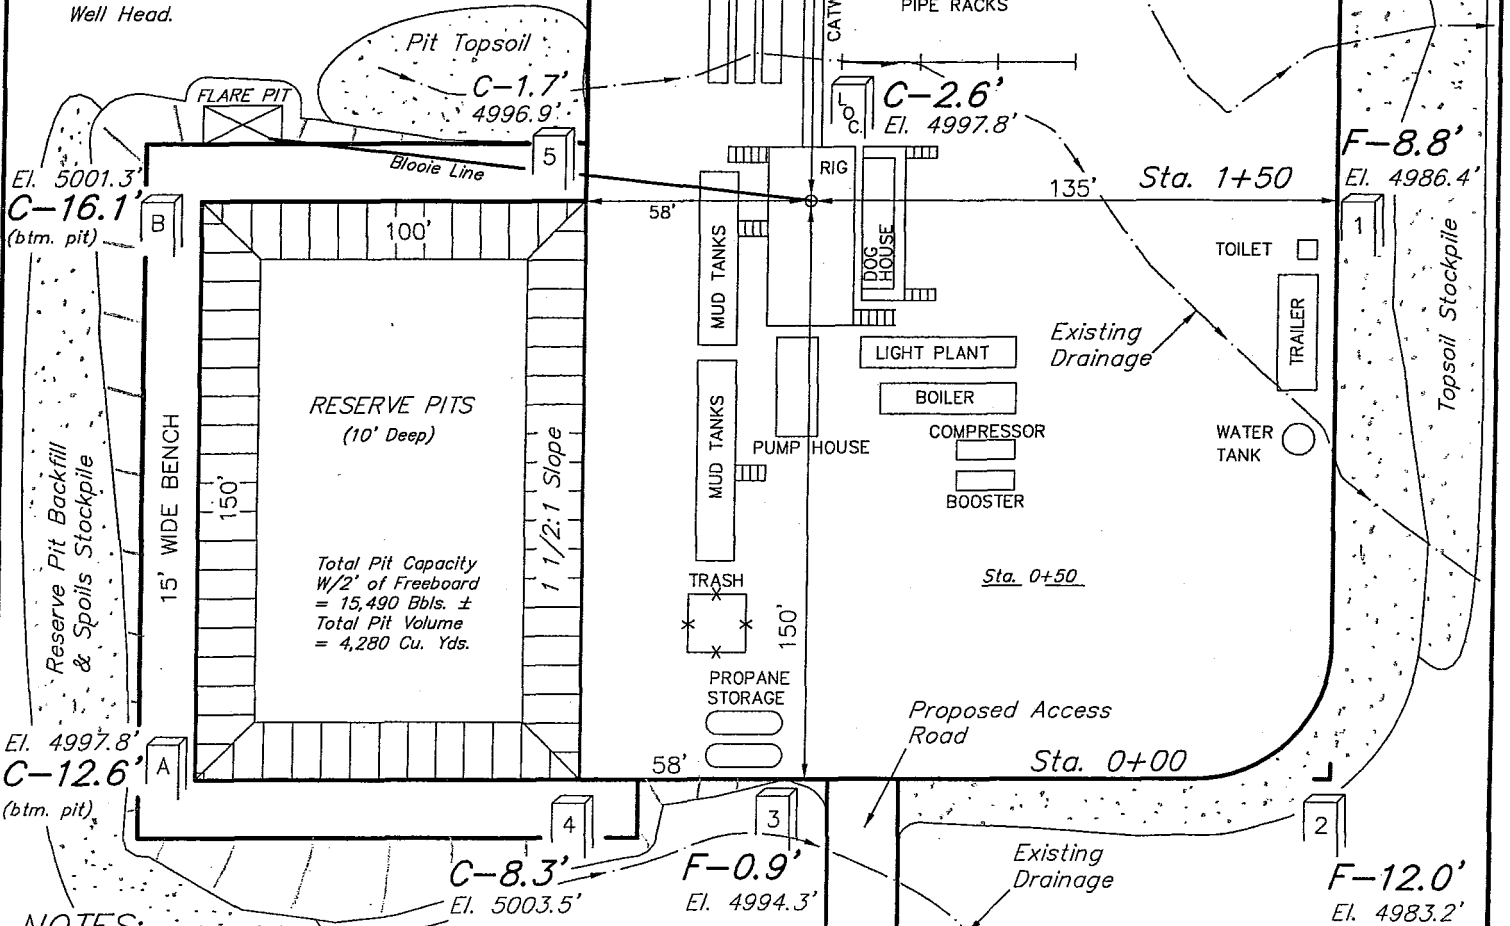 Well Head.
Pit Topsoil
CATW
PIPE RACKS
C-1.7'
4996.9'
FLARE PIT
LOC.
C-2.6'
El. 4997.8'
F-8.8'
El. 4986.4'
El. 5001.3'
C-16.1'
(btm. pit)
B
5
Blooie Line
RIG
58'
135'
Sta. 1+50
1
100'
MUD TANKS
DOG HOUSE
TOILET
TRAILER
Topsoil Stockpile
Existing
Drainage
LIGHT PLANT
BOILER
RESERVE PITS
(10' Deep)
MUD TANKS
PUMP HOUSE
COMPRESSOR
BOOSTER
WATER
TANK
Reserve Pit Backfill
& Spoils Stockpile
15' WIDE BENCH
150'
1 1/2:1 Slope
Total Pit Capacity
W/2' of Freeboard
= 15,490 Bbls. ±
Total Pit Volume
= 4,280 Cu. Yds.
TRASH
150'
Sta. 0+50
PROPANE
STORAGE
Proposed Access
Road
El. 4997.8'
C-12.6'
(btm. pit)
A
58'
Sta. 0+00
4
3
2
C-8.3'
El. 5003.5'
F-0.9'
El. 4994.3'
Existing
Drainage
F-12.0'
El. 4983.2'
NOTES: